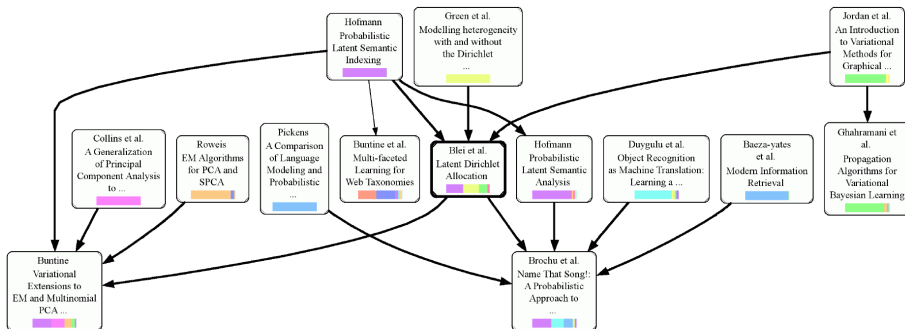 Hofmann
Probabilistic
Latent Semantic
Indexing
Green et al.
Modelling heterogeneity
with and without
the Dirichlet
...
Jordan et al.
An Introduction
to Variational
Methods for
Graphical ...
Collins et al.
A Generalization
of Principal
Component Analysis
to ...
Roweis
EM Algorithms
for PCA and
SPCA
Pickens
A Comparison
of Language
Modeling and
Probabilistic
...
Buntine et al.
Multi-faceted
Learning for
Web Taxonomies
Blei et al.
Latent Dirichlet
Allocation
Hofmann
Probabilistic
Latent Semantic
Analysis
Duygulu et al.
Object Recognition
as Machine Translation:
Learning a ...
Baeza-yates
et al.
Modern Information
Retrieval
Ghahramani et
al.
Propagation
Algorithms for
Variational
Bayesian Learning
Buntine
Variational
Extensions to
EM and Multinomial
PCA ...
Brochu et al.
Name That Song!:
A Probabilistic
Approach to
...